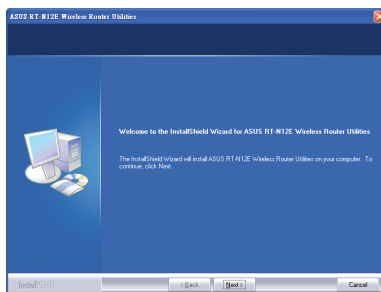 ASUS RT-N12E Wireless Router Utilities
Welcome to the InstallShield Wizard for ASUS RT-N12E Wireless Router Utilities
The InstallShield Wizard will install ASUS RT-N12E Wireless Router Utilities on your computer. To
continue, click Next.
InstallShield
< Back
Next >
Cancel